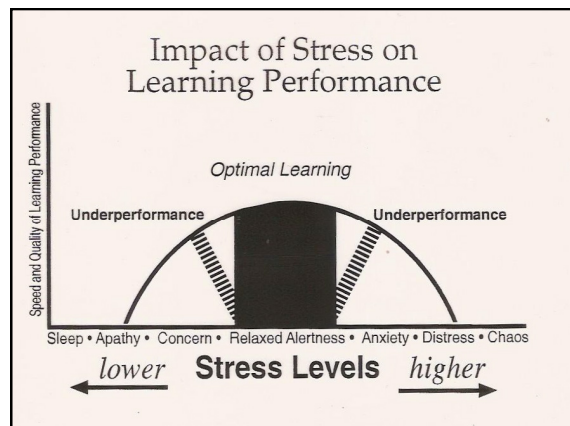 Impact of Stress on
Learning Performance
Speed and Quality of Learning Performance
Optimal Learning
Underperformance
Underperformance
Sleep • Apathy • Concern • Relaxed Alertness • Anxiety • Distress • Chaos
lower Stress Levels higher